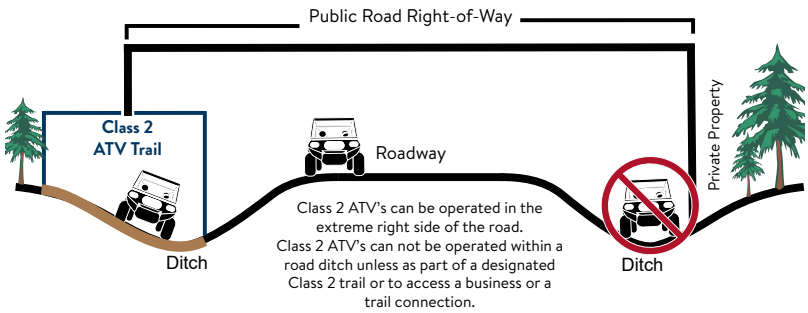 Public Road Right-of-Way
Class 2
ATV Trail
Roadway
Private Property
Class 2 ATV's can be operated in the
extreme right side of the road.
Class 2 ATV's can not be operated within a
road ditch unless as part of a designated
Class 2 trail or to access a business or a
trail connection.
Ditch
Ditch